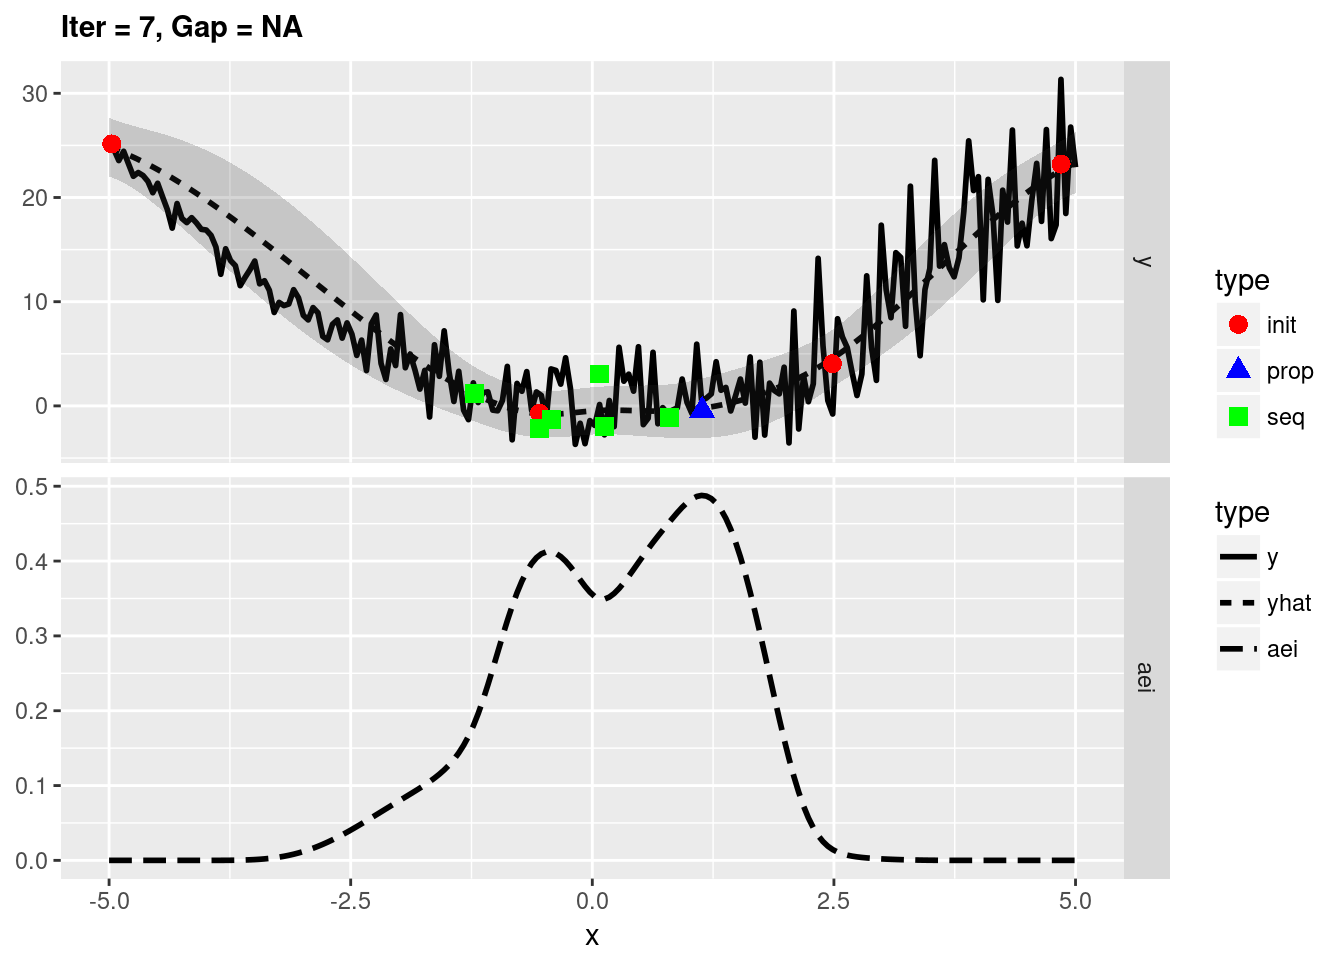 Iter = 7, Gap = NA
30
20
10
0
y
0.5
0.4
0.3
0.2
0.1
0.0
aei
-5.0
-2.5
0.0
2.5
5.0
x
type
init
prop
seq
type
y
yhat
aei